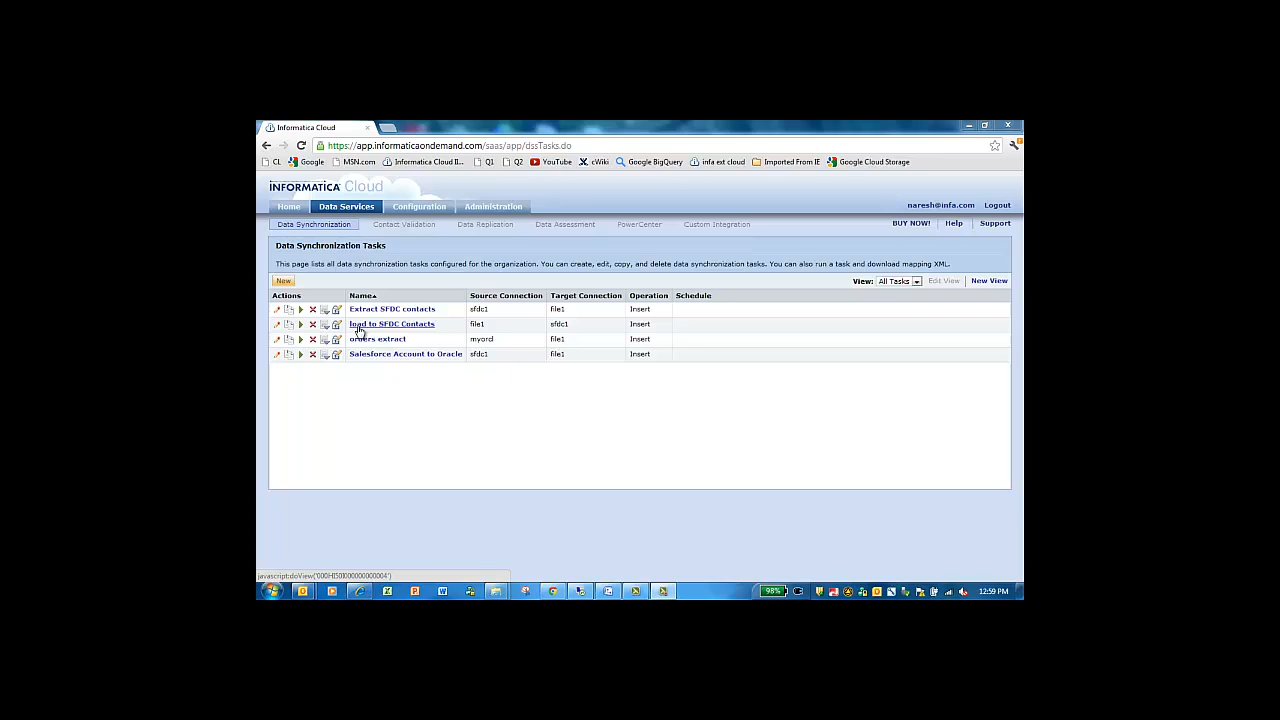 Informatica Cloud
https://app.informaticaondemand.com/saas/app/dssTasks.do
CL Google MSN.com Informatica Cloud II... Q1 Q2 YouTube cWiki Google BigQuery infa ext cloud Imported From IE Google Cloud Storage
INFORMATICA Cloud
Home Data Services Configuration Administration naresh@infa.com Logout
Data Synchronization Contact Validation Data Replication Data Assessment PowerCenter Custom Integration BUY NOW! Help Support
Data Synchronization Tasks
This page lists all data synchronization tasks configured for the organization. You can create, edit, copy, and delete data synchronization tasks. You can also run a task and download mapping XML.
New View: All Tasks Edit View New View
Actions Name Source Connection Target Connection Operation Schedule
Extract SFDC contacts sfdc1 file1 Insert
load to SFDC Contacts file1 sfdc1 Insert
orders extract myord file1 Insert
Salesforce Account to Oracle sfdc1 file1 Insert
98% 12:59 PM